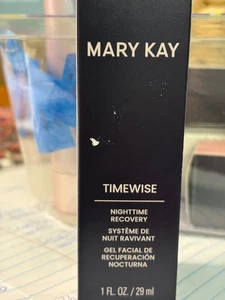 MARY KAY
TIMEWISE
NIGHTTIME
RECOVERY
SYSTÈME DE
NUIT RAVIVANT
GEL FACIAL DE
RECUPERACIÓN
NOCTURNA
1 FL. OZ. / 29 ml